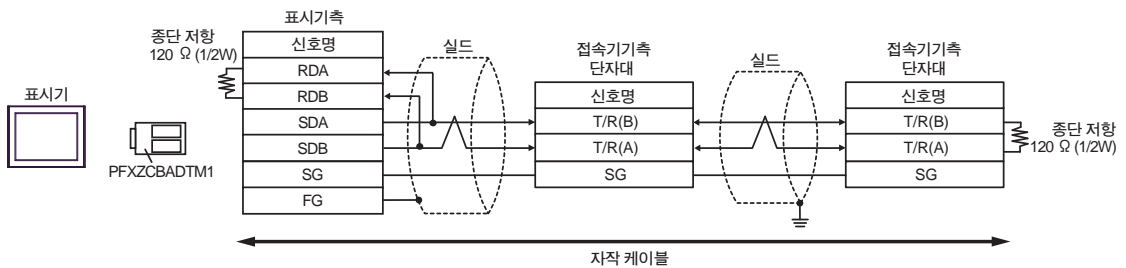 표시기측
종단 저항
120 Ω (1/2W)
신호명
RDA
RDB
SDA
SDB
SG
FG
표시기
PFXZCBADTM1
실드
접속기기측
단자대
신호명
T/R(B)
T/R(A)
SG
실드
접속기기측
단자대
신호명
T/R(B)
T/R(A)
SG
종단 저항
120 Ω (1/2W)
자작 케이블